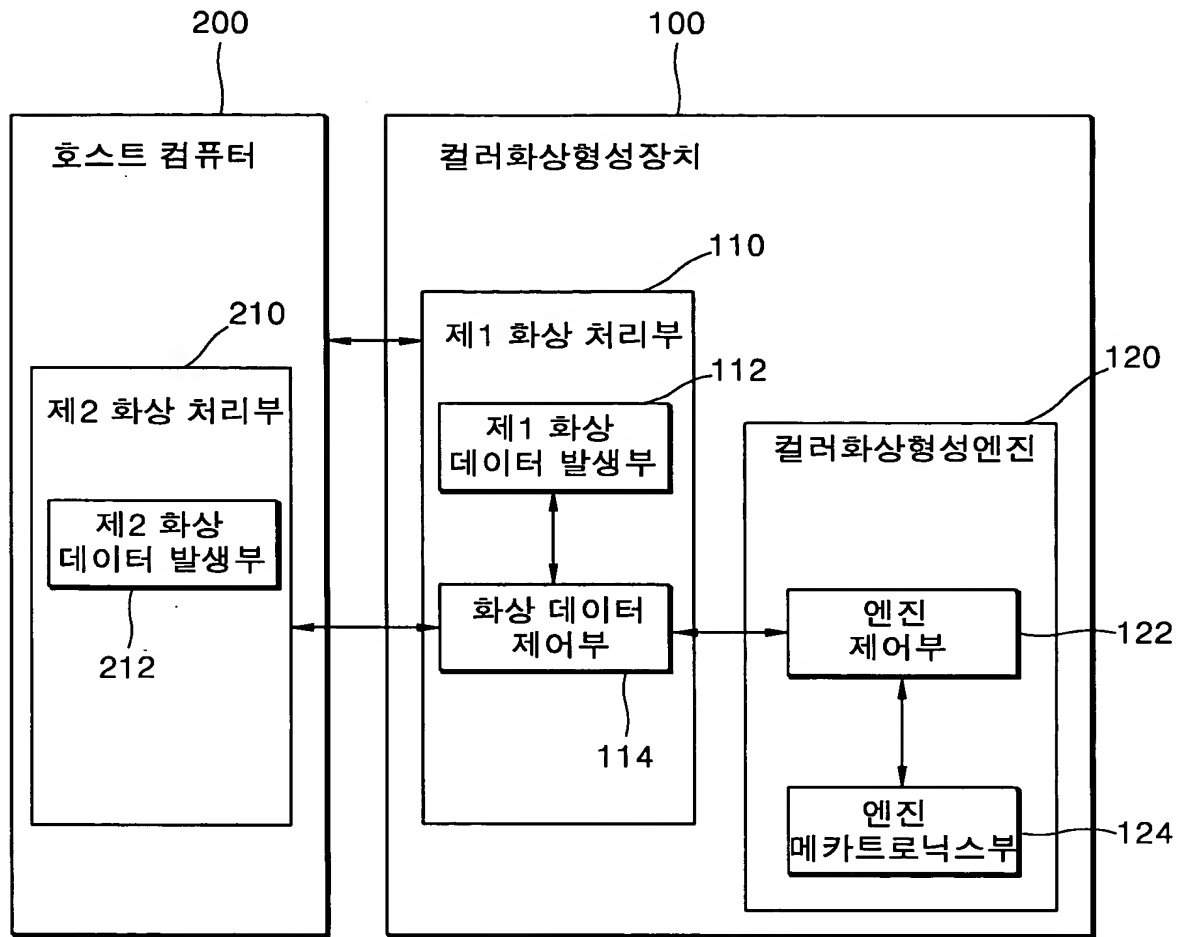 200
100
호스트 컴퓨터
컬러화상형성장치
110
210
제1 화상 처리부
112
120
제2 화상 처리부
제1 화상
데이터 발생부
컬러화상형성엔진
제2 화상
데이터 발생부
212
화상 데이터
제어부
114
엔진
제어부
122
엔진
메카트로닉스부
124